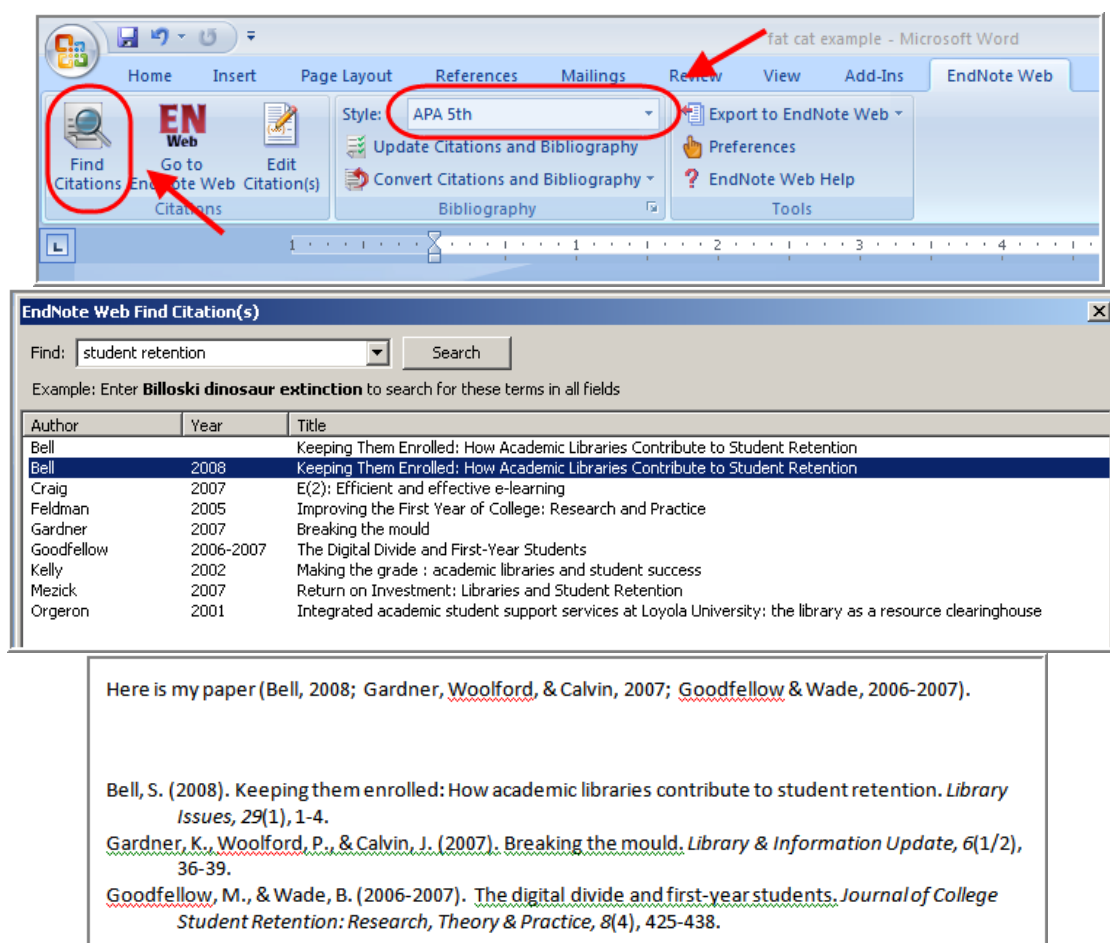 fat cat example - Microsoft Word
Home Insert Page Layout References Mailings Review View Add-Ins EndNote Web
Find Citations
EN Web Go to EndNote Web
Edit Citation(s)
Citations
Style: APA 5th
Update Citations and Bibliography
Convert Citations and Bibliography
Bibliography
Export to EndNote Web
Preferences
EndNote Web Help
Tools
L 1 1 2 3 4
EndNote Web Find Citation(s)
Find: student retention Search
Example: Enter Billoski dinosaur extinction to search for these terms in all fields
Author Year Title
Bell Keeping Them Enrolled: How Academic Libraries Contribute to Student Retention
Bell 2008 Keeping Them Enrolled: How Academic Libraries Contribute to Student Retention
Craig 2007 E(2): Efficient and effective e-learning
Feldman 2005 Improving the First Year of College: Research and Practice
Gardner 2007 Breaking the mould
Goodfellow 2006-2007 The Digital Divide and First-Year Students
Kelly 2002 Making the grade : academic libraries and student success
Mezick 2007 Return on Investment: Libraries and Student Retention
Orgeron 2001 Integrated academic student support services at Loyola University: the library as a resource clearinghouse
Here is my paper (Bell, 2008; Gardner, Woolford, & Calvin, 2007; Goodfellow & Wade, 2006-2007).
Bell, S. (2008). Keeping them enrolled: How academic libraries contribute to student retention. Library
Issues, 29(1), 1-4.
Gardner, K., Woolford, P., & Calvin, J. (2007). Breaking the mould. Library & Information Update, 6(1/2),
36-39.
Goodfellow, M., & Wade, B. (2006-2007). The digital divide and first-year students. Journal of College
Student Retention: Research, Theory & Practice, 8(4), 425-438.